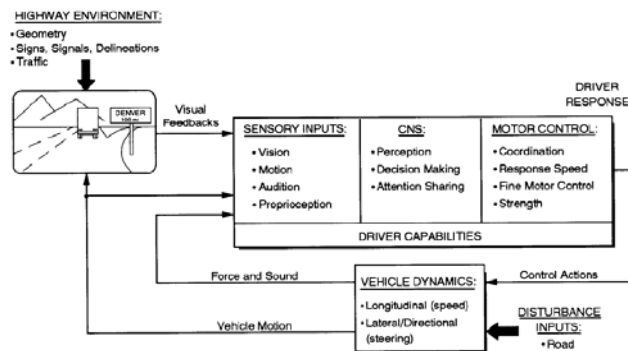 HIGHWAY ENVIRONMENT:
• Geometry
• Signs, Signals, Delineations
• Traffic
DENVER
Visual
Feedbacks
DRIVER
RESPONSE
SENSORY INPUTS:
• Vision
• Motion
• Audition
• Proprioception
CNS:
• Perception
• Decision Making
• Attention Sharing
MOTOR CONTROL:
• Coordination
• Response Speed
• Fine Motor Control
• Strength
DRIVER CAPABILITIES
Force and Sound
Vehicle Motion
VEHICLE DYNAMICS:
• Longitudinal (speed)
• Lateral/Directional
(steering)
Control Actions
DISTURBANCE
INPUTS:
• Road